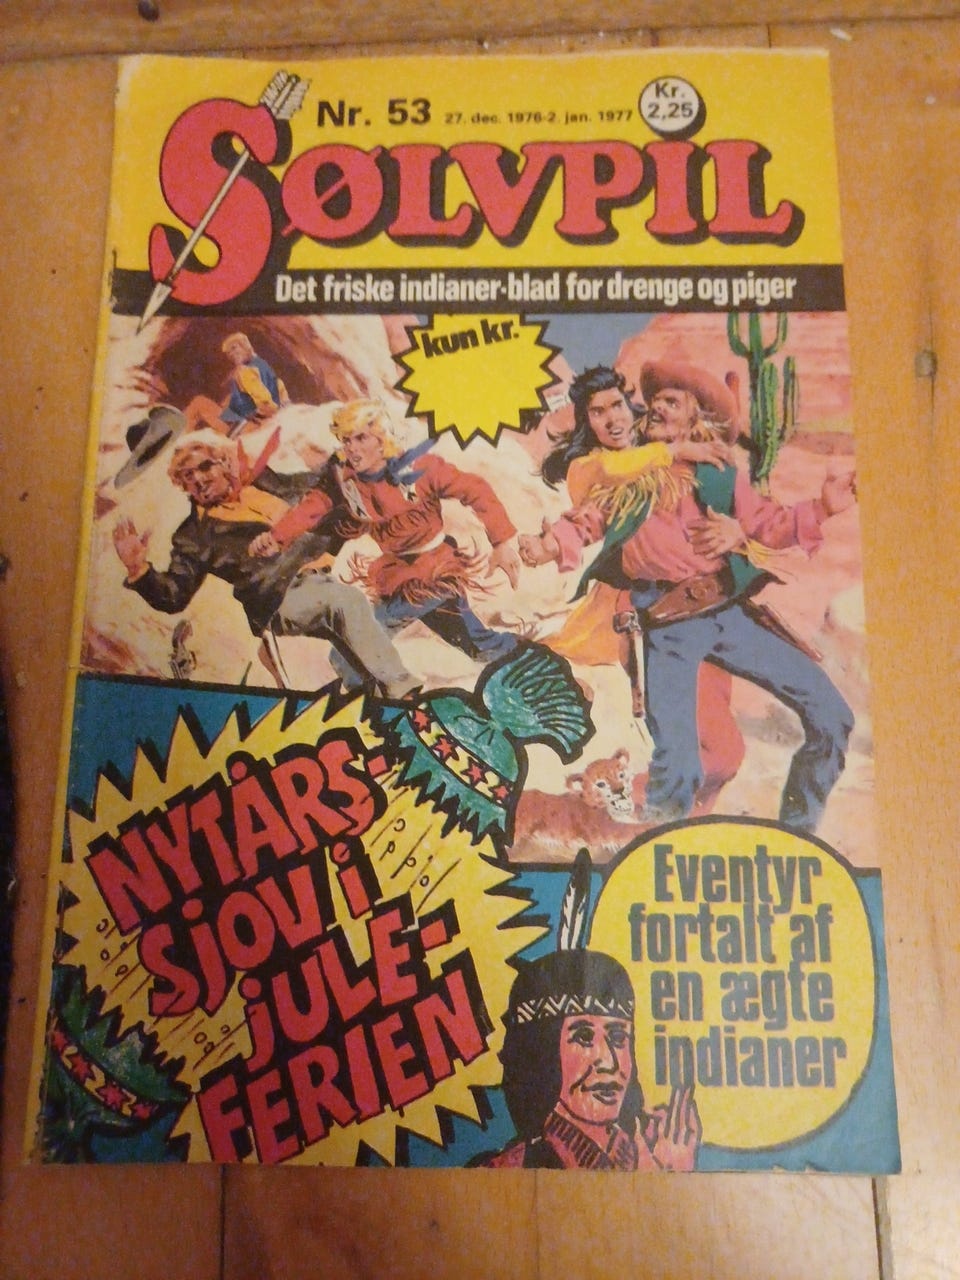 Nr. 53 27. dec. 1976-2. jan. 1977
Kr.
2,25
SØLVPIL
Det friske indianer-blad for drenge og piger
kun kr.
NYTÅRS-
SJOV i
JULE-
FERIEN
Eventyr
fortalt af
en ægte
indianer